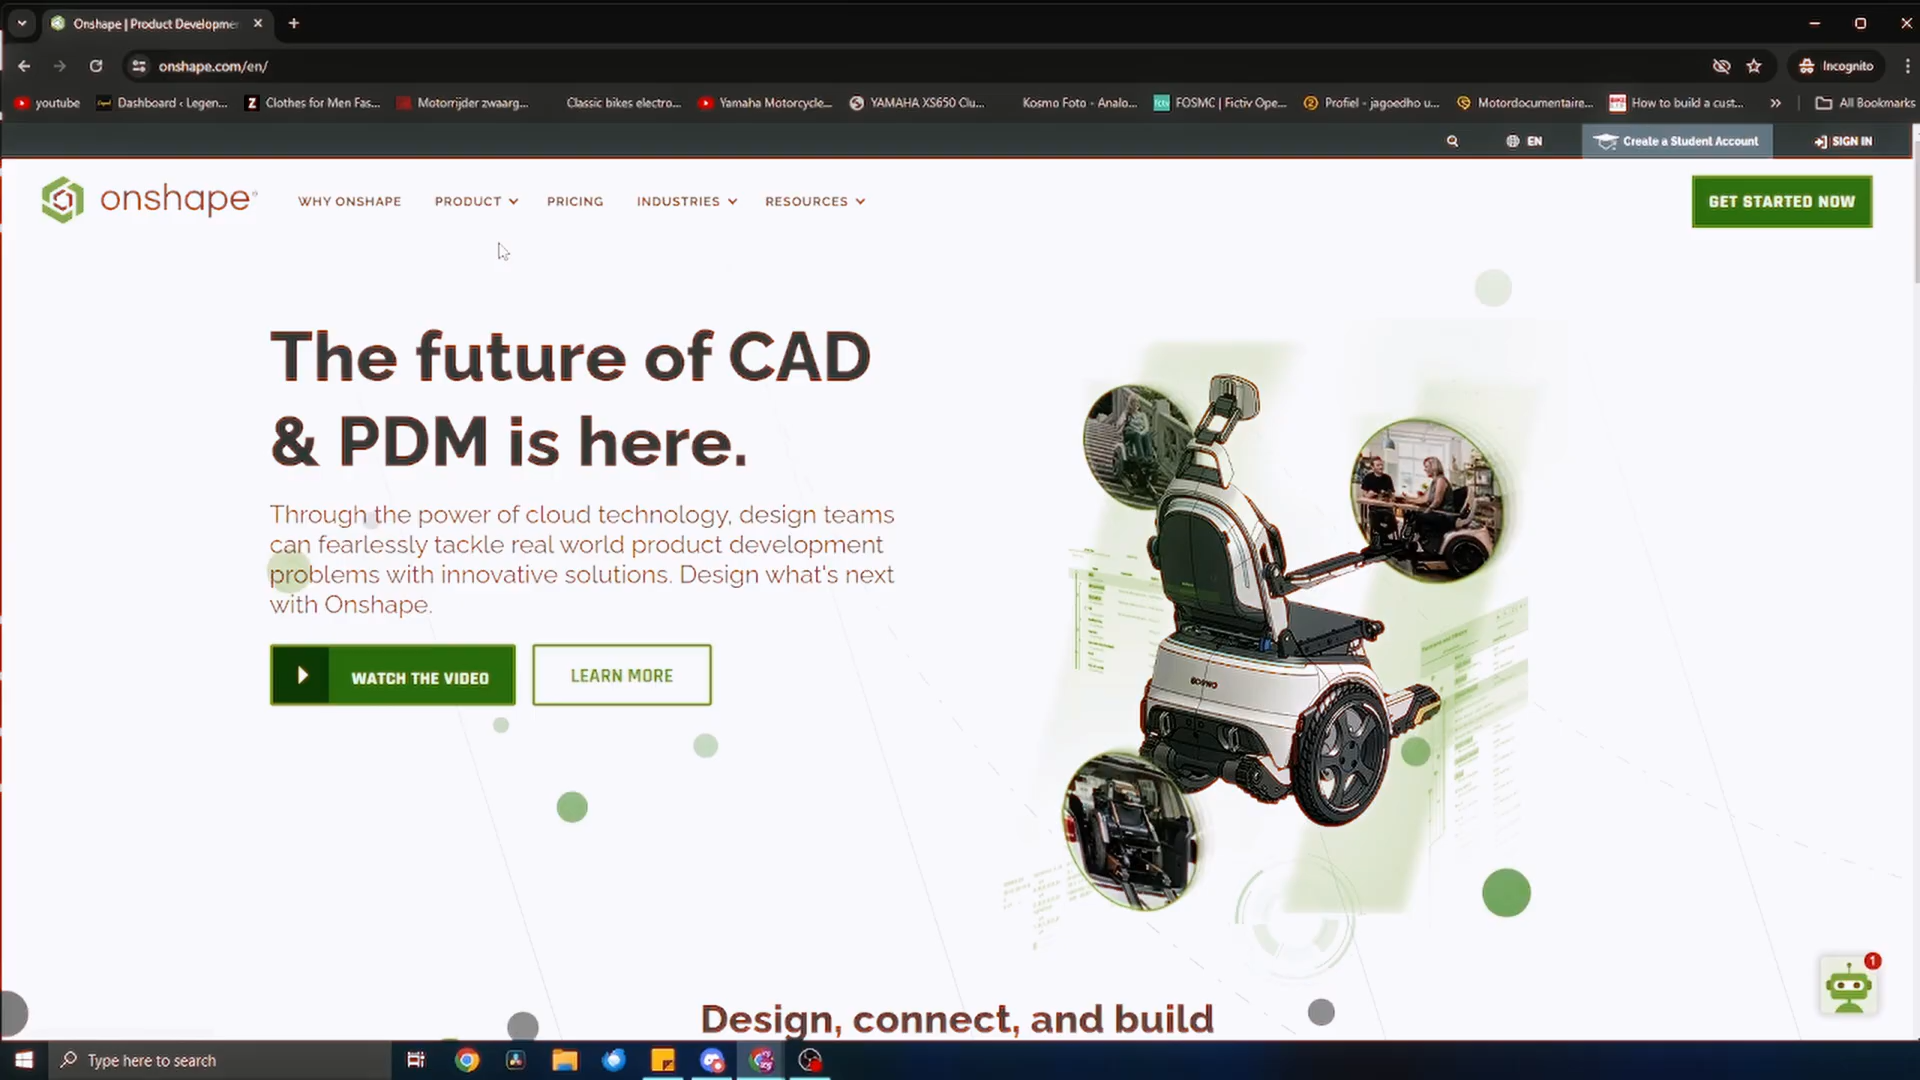 Onshape | Product Developme
onshape.com/en/
Incognito
youtube
Dashboard ‹ Legen...
Clothes for Men Fas...
Motorrijder zwaarg...
Classic bikes electro...
Yamaha Motorcycle...
YAMAHA XS650 Clu...
Kosmo Foto - Analo...
FOSMC | Fictiv Ope...
Profiel - jagoedho u...
Motordocumentaire...
How to build a cust...
»
All Bookmarks
EN
Create a Student Account
SIGN IN
onshape
WHY ONSHAPE
PRODUCT
PRICING
INDUSTRIES
RESOURCES
GET STARTED NOW
The future of CAD
& PDM is here.
Through the power of cloud technology, design teams
can fearlessly tackle real world product development
problems with innovative solutions. Design what's next
with Onshape.
WATCH THE VIDEO
LEARN MORE
1
Design, connect, and build
Type here to search